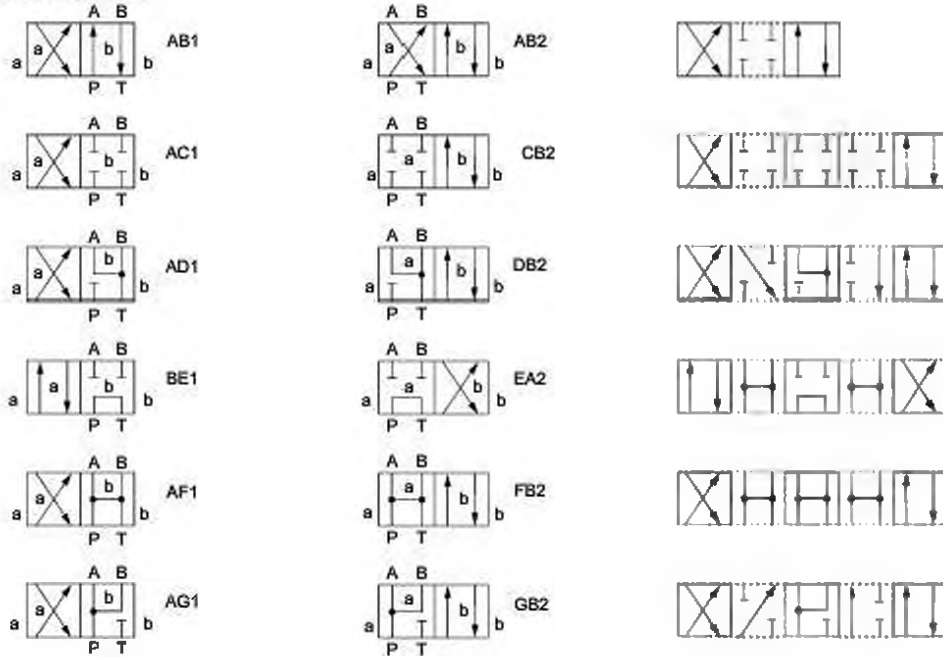 A B A B
a a b b AB1 a b AB2
P T P T
A B A B
a a b b AC1 a a b b CB2
P T P T
A B A B
a a b b AD1 a a b b DB2
P T P T
A B A B
a a b b BE1 a a b b EA2
P T P T
A B A B
a a b b AF1 a a b b FB2
P T P T
A B A B
a a b b AG1 a a b b GB2
P T P T